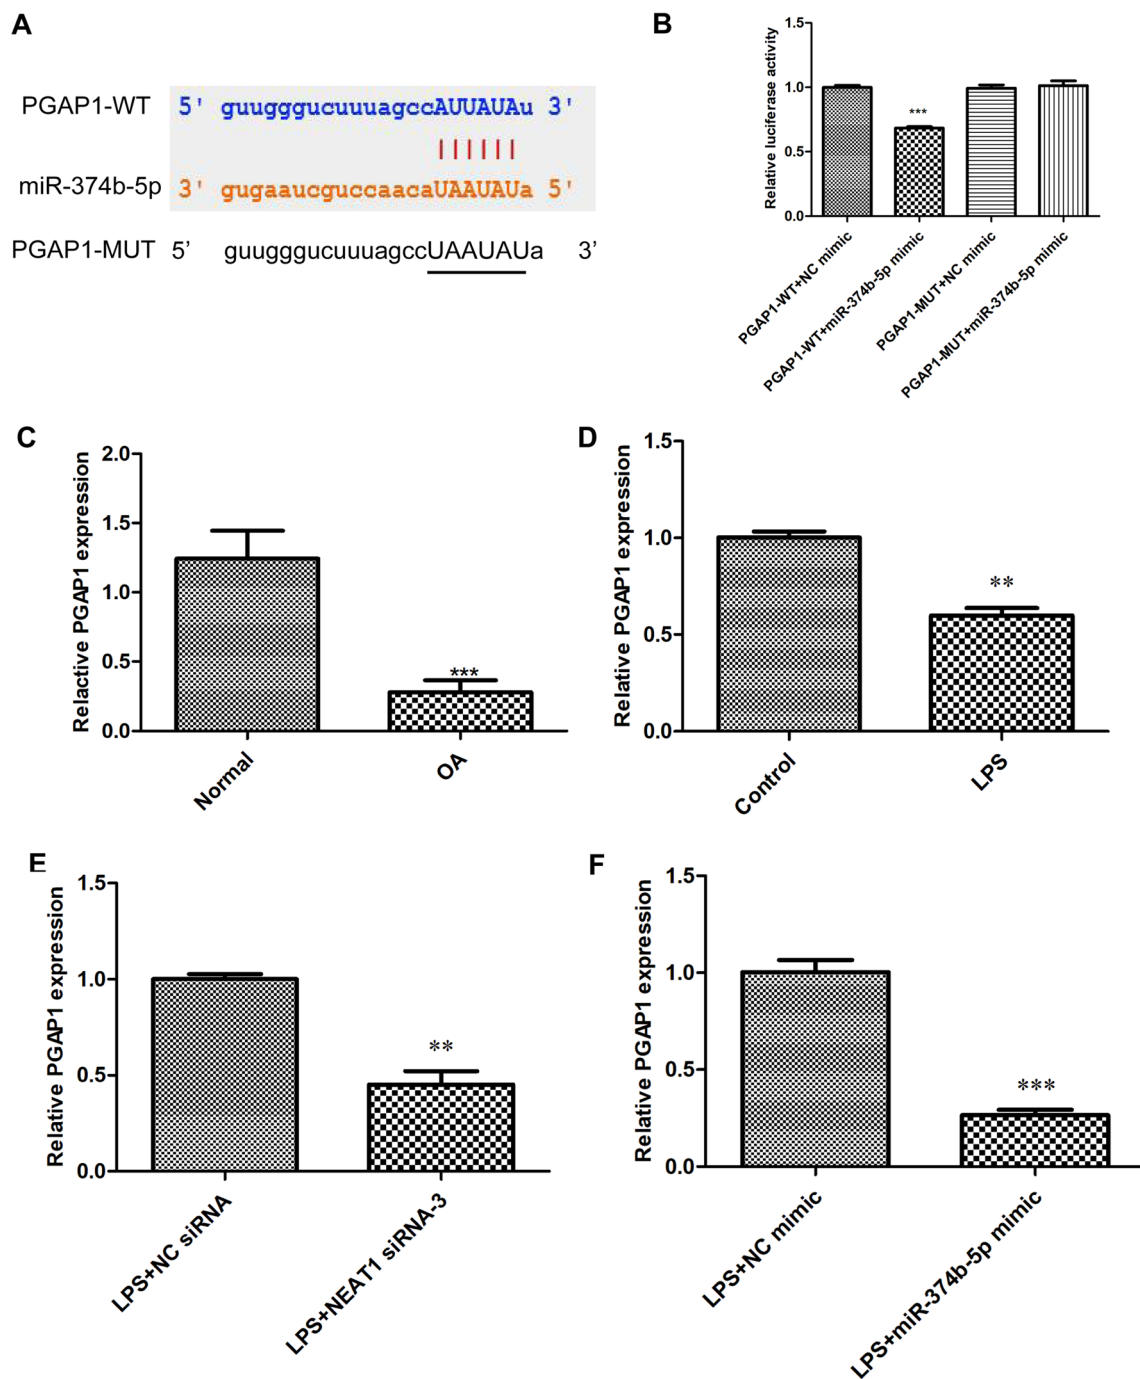 A
PGAP1-WT 5' guugggucuuuagccAUUAUAu 3'
miR-374b-5p 3' gugaaucguccaacaUAAUAUa 5'
PGAP1-MUT 5’ guugggucuuuagccUAAUAUa 3’
B
Relative luciferase activity
1.5
1.0
0.5
0.0
***
PGAP1-WT+NC mimic
PGAP1-WT+miR-374b-5p mimic
PGAP1-MUT+NC mimic
PGAP1-MUT+miR-374b-5p mimic
C
Relactive PGAP1 expression
2.0
1.5
1.0
0.5
0.0
***
Normal
OA
D
Relative PGAP1 expression
1.5
1.0
0.5
0.0
**
Control
LPS
E
Relative PGAP1 expression
1.5
1.0
0.5
0.0
**
LPS+NC siRNA
LPS+NEAT1 siRNA-3
F
Relative PGAP1 expression
1.5
1.0
0.5
0.0
***
LPS+NC mimic
LPS+miR-374b-5p mimic